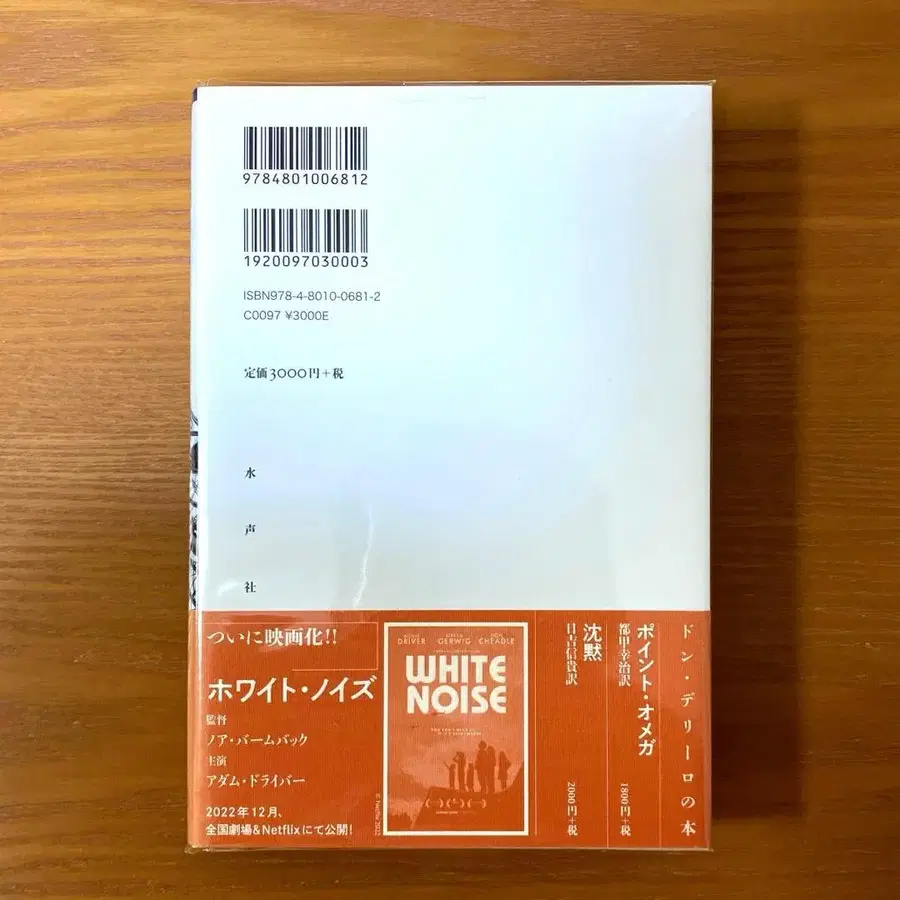 9784801006812
1920097030003
ISBN978-4-8010-0681-2
C0097 ¥3000E
定価3000円+税
水声社
ついに映画化!!
ホワイト・ノイズ
監督
ノア・バームバック
主演
アダム・ドライバー
2022年12月、
全国劇場&Netflixにて公開!
DRIVER GERWIG CHEADLE
WHITE
NOISE
© Netflix 2022
ドン・デリーロの本
ポイント・オメガ
都甲幸治訳 1800円+税
沈黙
日吉信貴訳 2000円+税